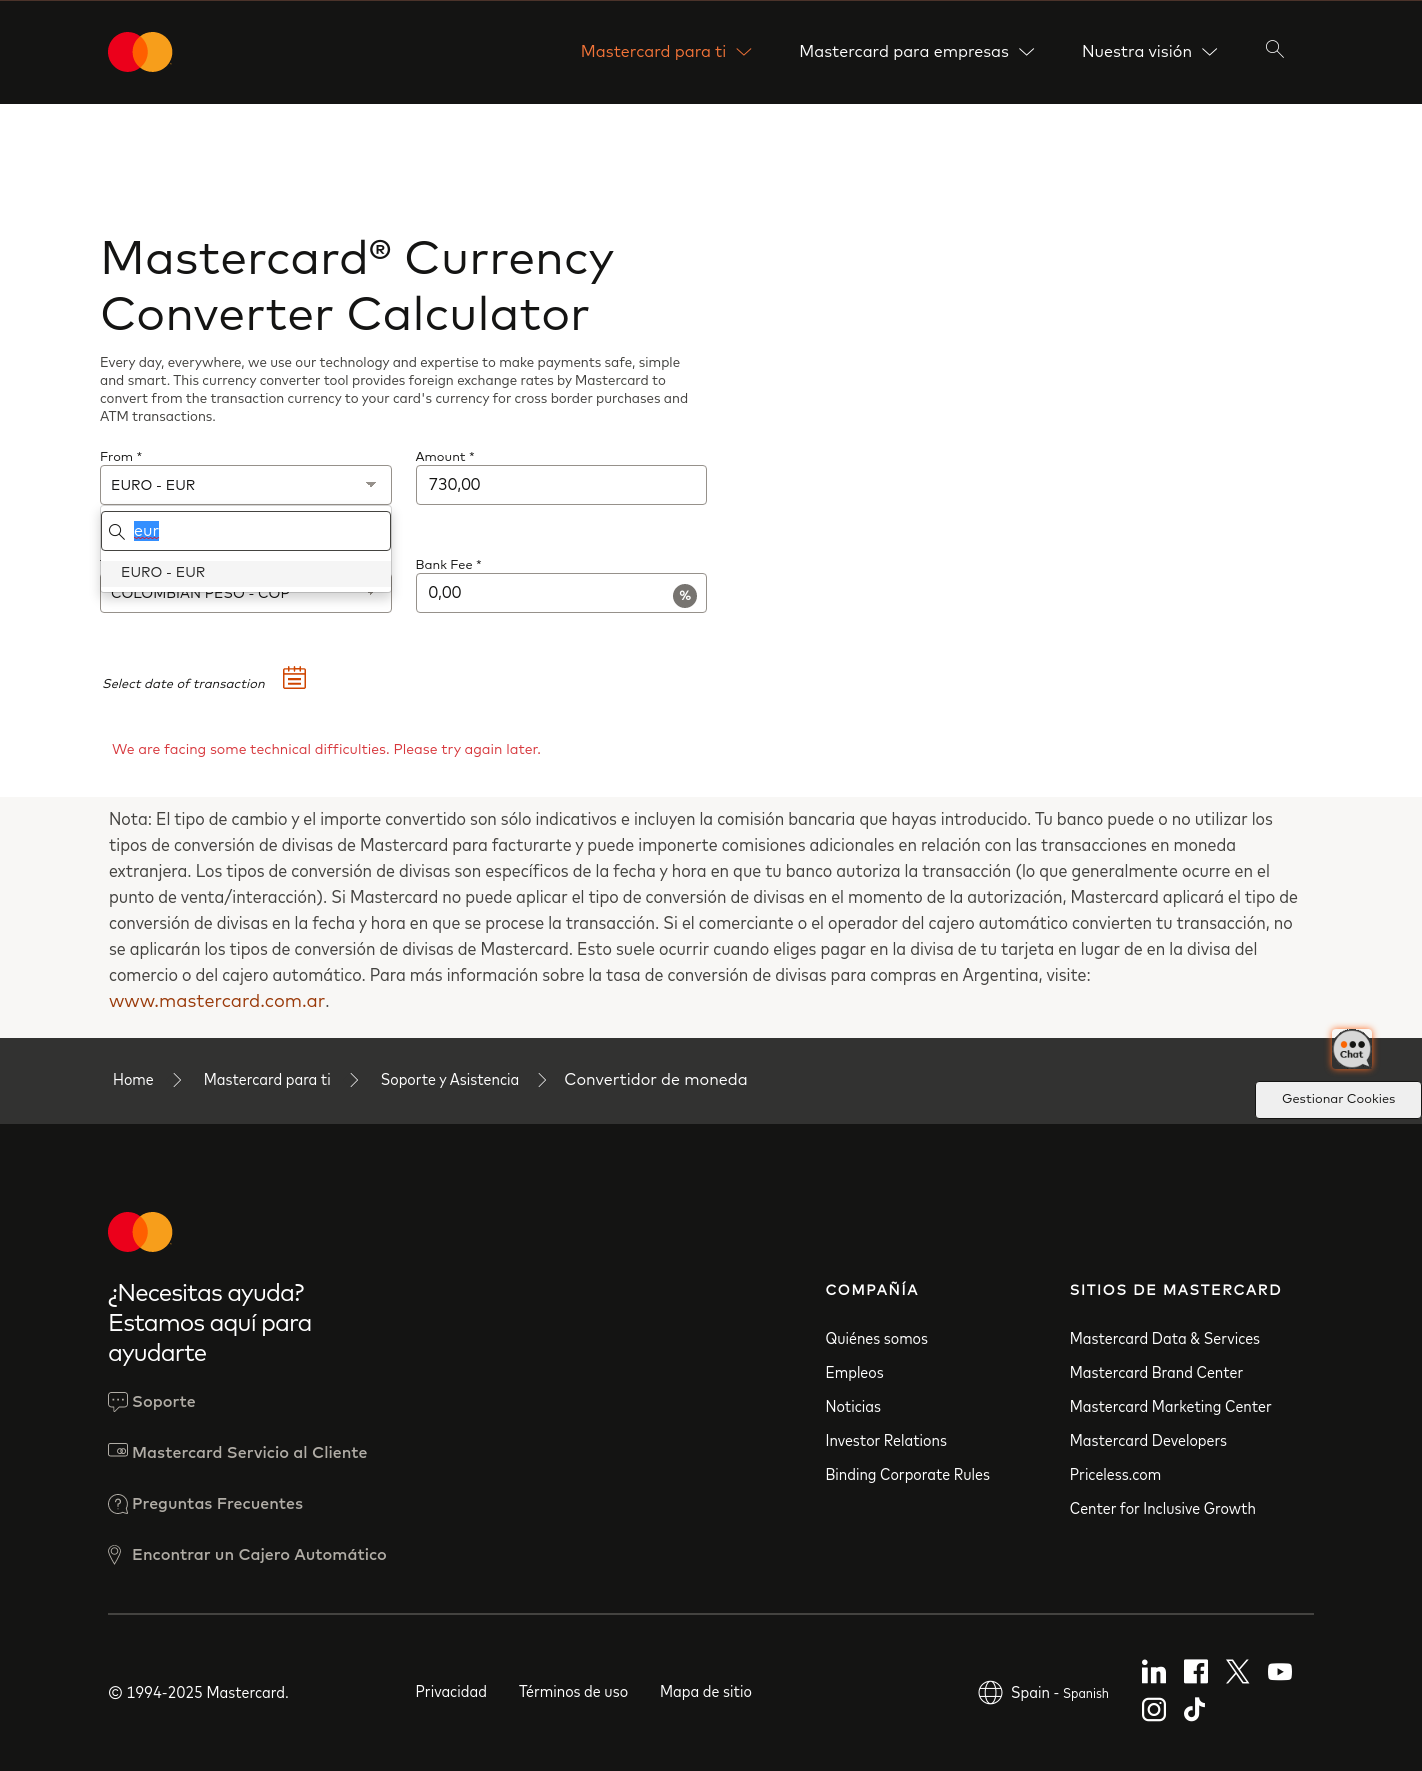 Mastercard para ti
Mastercard para empresas
Nuestra visión
Mastercard® Currency
Converter Calculator
Every day, everywhere, we use our technology and expertise to make payments safe, simple
and smart. This currency converter tool provides foreign exchange rates by Mastercard to
convert from the transaction currency to your card's currency for cross border purchases and
ATM transactions.
From *
Amount *
EURO - EUR
730,00
eur
EURO - EUR
Bank Fee *
COLOMBIAN PESO - COP
0,00
%
Select date of transaction
We are facing some technical difficulties. Please try again later.
Nota: El tipo de cambio y el importe convertido son sólo indicativos e incluyen la comisión bancaria que hayas introducido. Tu banco puede o no utilizar los
tipos de conversión de divisas de Mastercard para facturarte y puede imponerte comisiones adicionales en relación con las transacciones en moneda
extranjera. Los tipos de conversión de divisas son específicos de la fecha y hora en que tu banco autoriza la transacción (lo que generalmente ocurre en el
punto de venta/interacción). Si Mastercard no puede aplicar el tipo de conversión de divisas en el momento de la autorización, Mastercard aplicará el tipo de
conversión de divisas en la fecha y hora en que se procese la transacción. Si el comerciante o el operador del cajero automático convierten tu transacción, no
se aplicarán los tipos de conversión de divisas de Mastercard. Esto suele ocurrir cuando eliges pagar en la divisa de tu tarjeta en lugar de en la divisa del
comercio o del cajero automático. Para más información sobre la tasa de conversión de divisas para compras en Argentina, visite:
www.mastercard.com.ar.
Chat
Home
Mastercard para ti
Soporte y Asistencia
Convertidor de moneda
Gestionar Cookies
¿Necesitas ayuda?
Estamos aquí para
ayudarte
Soporte
Mastercard Servicio al Cliente
Preguntas Frecuentes
Encontrar un Cajero Automático
COMPAÑÍA
Quiénes somos
Empleos
Noticias
Investor Relations
Binding Corporate Rules
SITIOS DE MASTERCARD
Mastercard Data & Services
Mastercard Brand Center
Mastercard Marketing Center
Mastercard Developers
Priceless.com
Center for Inclusive Growth
© 1994-2025 Mastercard.
Privacidad
Términos de uso
Mapa de sitio
Spain - Spanish